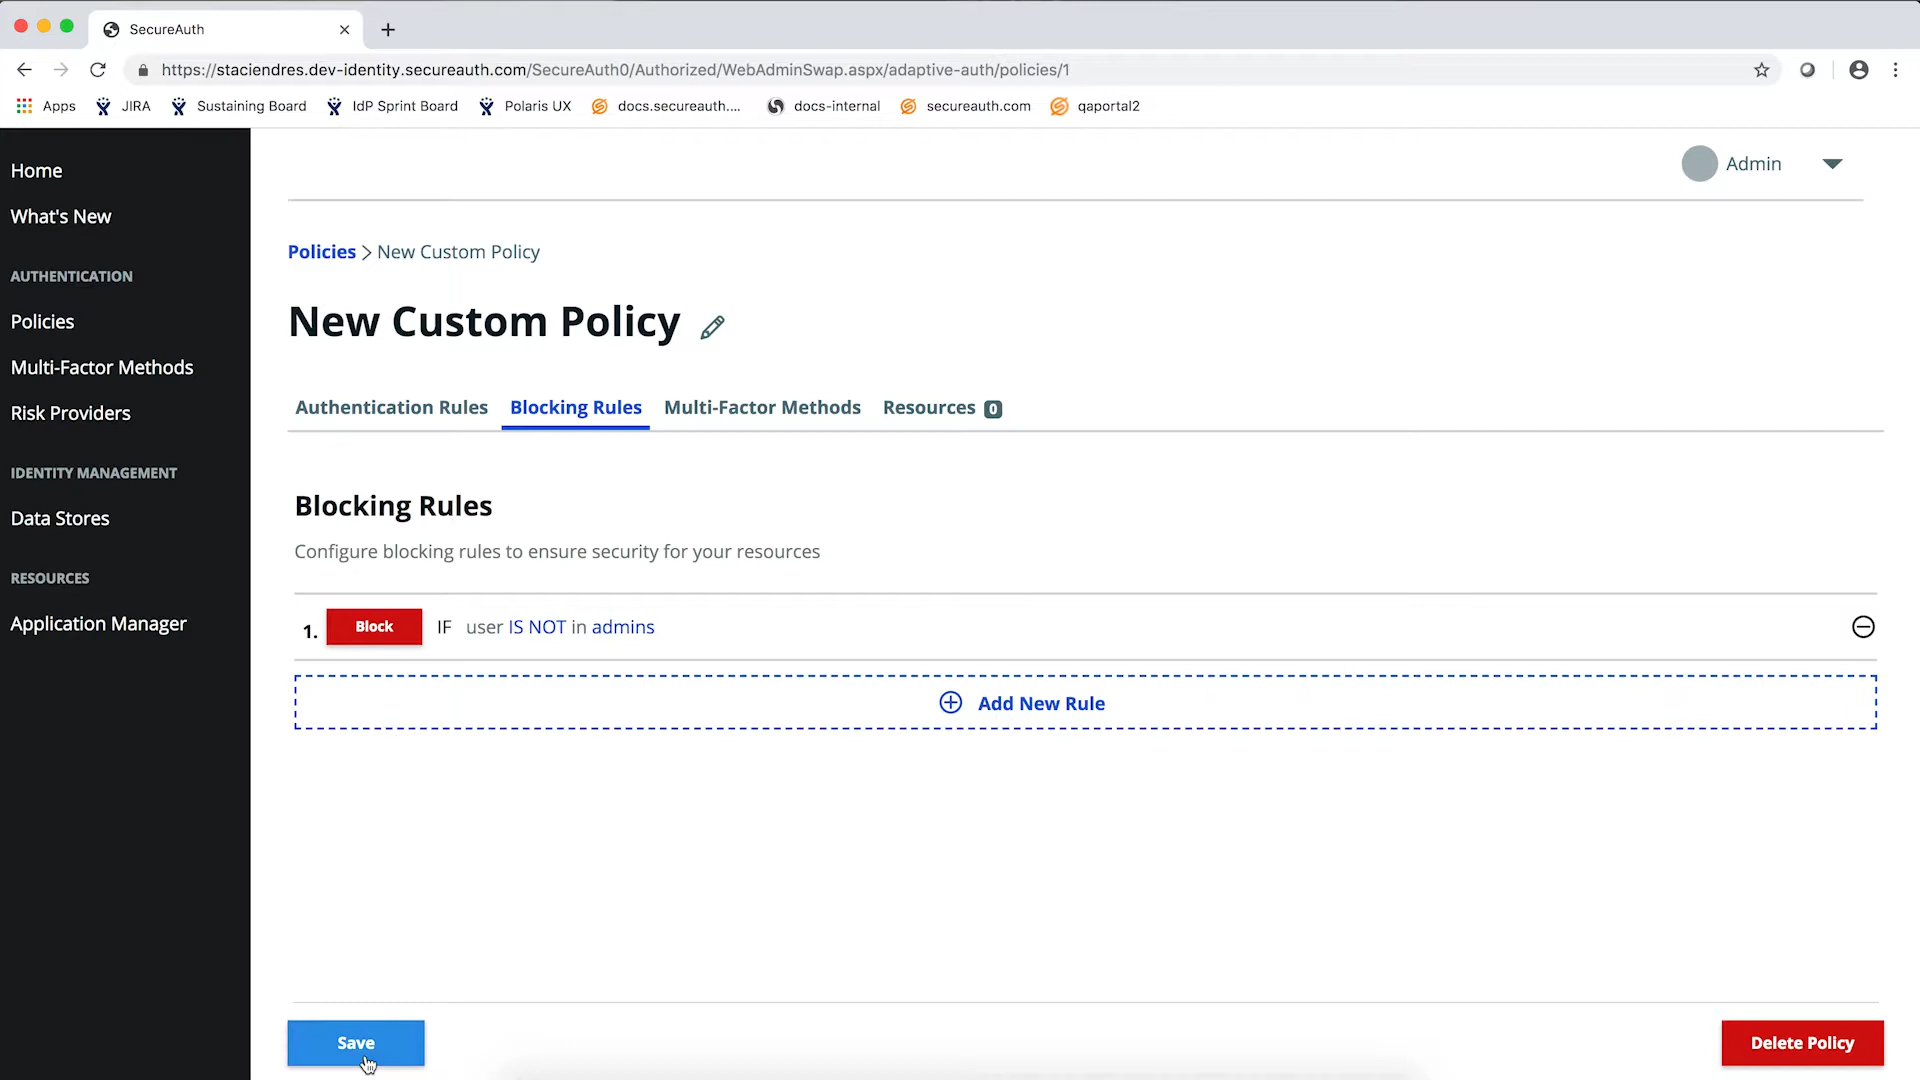 SecureAuth
https://staciendres.dev-identity.secureauth.com/SecureAuth0/Authorized/WebAdminSwap.aspx/adaptive-auth/policies/1
Apps JIRA Sustaining Board IdP Sprint Board Polaris UX docs.secureauth.... docs-internal secureauth.com qaportal2
Admin
Home
What's New
AUTHENTICATION
Policies
Multi-Factor Methods
Risk Providers
IDENTITY MANAGEMENT
Data Stores
RESOURCES
Application Manager
Policies > New Custom Policy
New Custom Policy
Authentication Rules Blocking Rules Multi-Factor Methods Resources 0
Blocking Rules
Configure blocking rules to ensure security for your resources
1. Block IF user IS NOT in admins
Add New Rule
Save Delete Policy